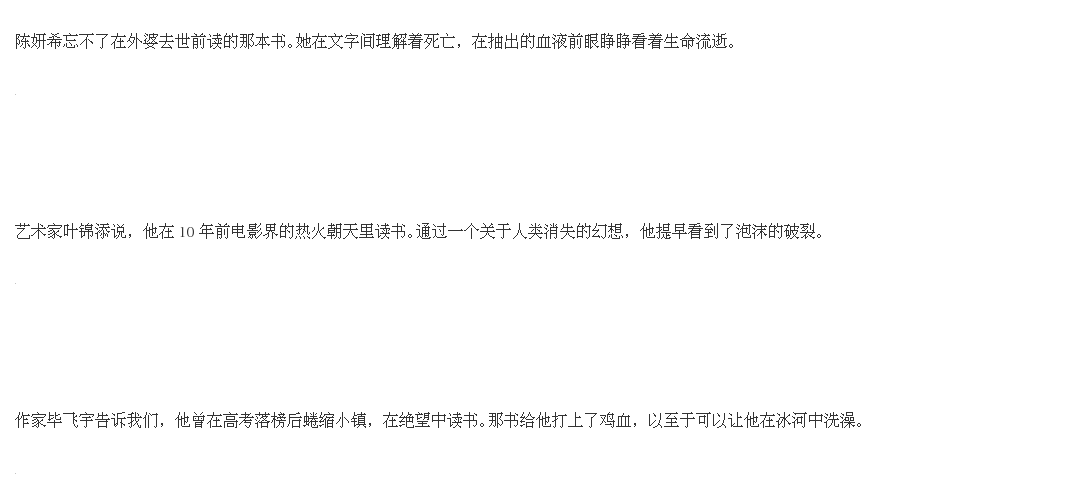 陈妍希忘不了在外婆去世前读的那本书。她在文字间理解着死亡，在抽出的血液前眼睁睁看着生命流逝。
艺术家叶锦添说，他在 10 年前电影界的热火朝天里读书。通过一个关于人类消失的幻想，他提早看到了泡沫的破裂。
作家毕飞宇告诉我们，他曾在高考落榜后蜷缩小镇，在绝望中读书。那书给他打上了鸡血，以至于可以让他在冰河中洗澡。